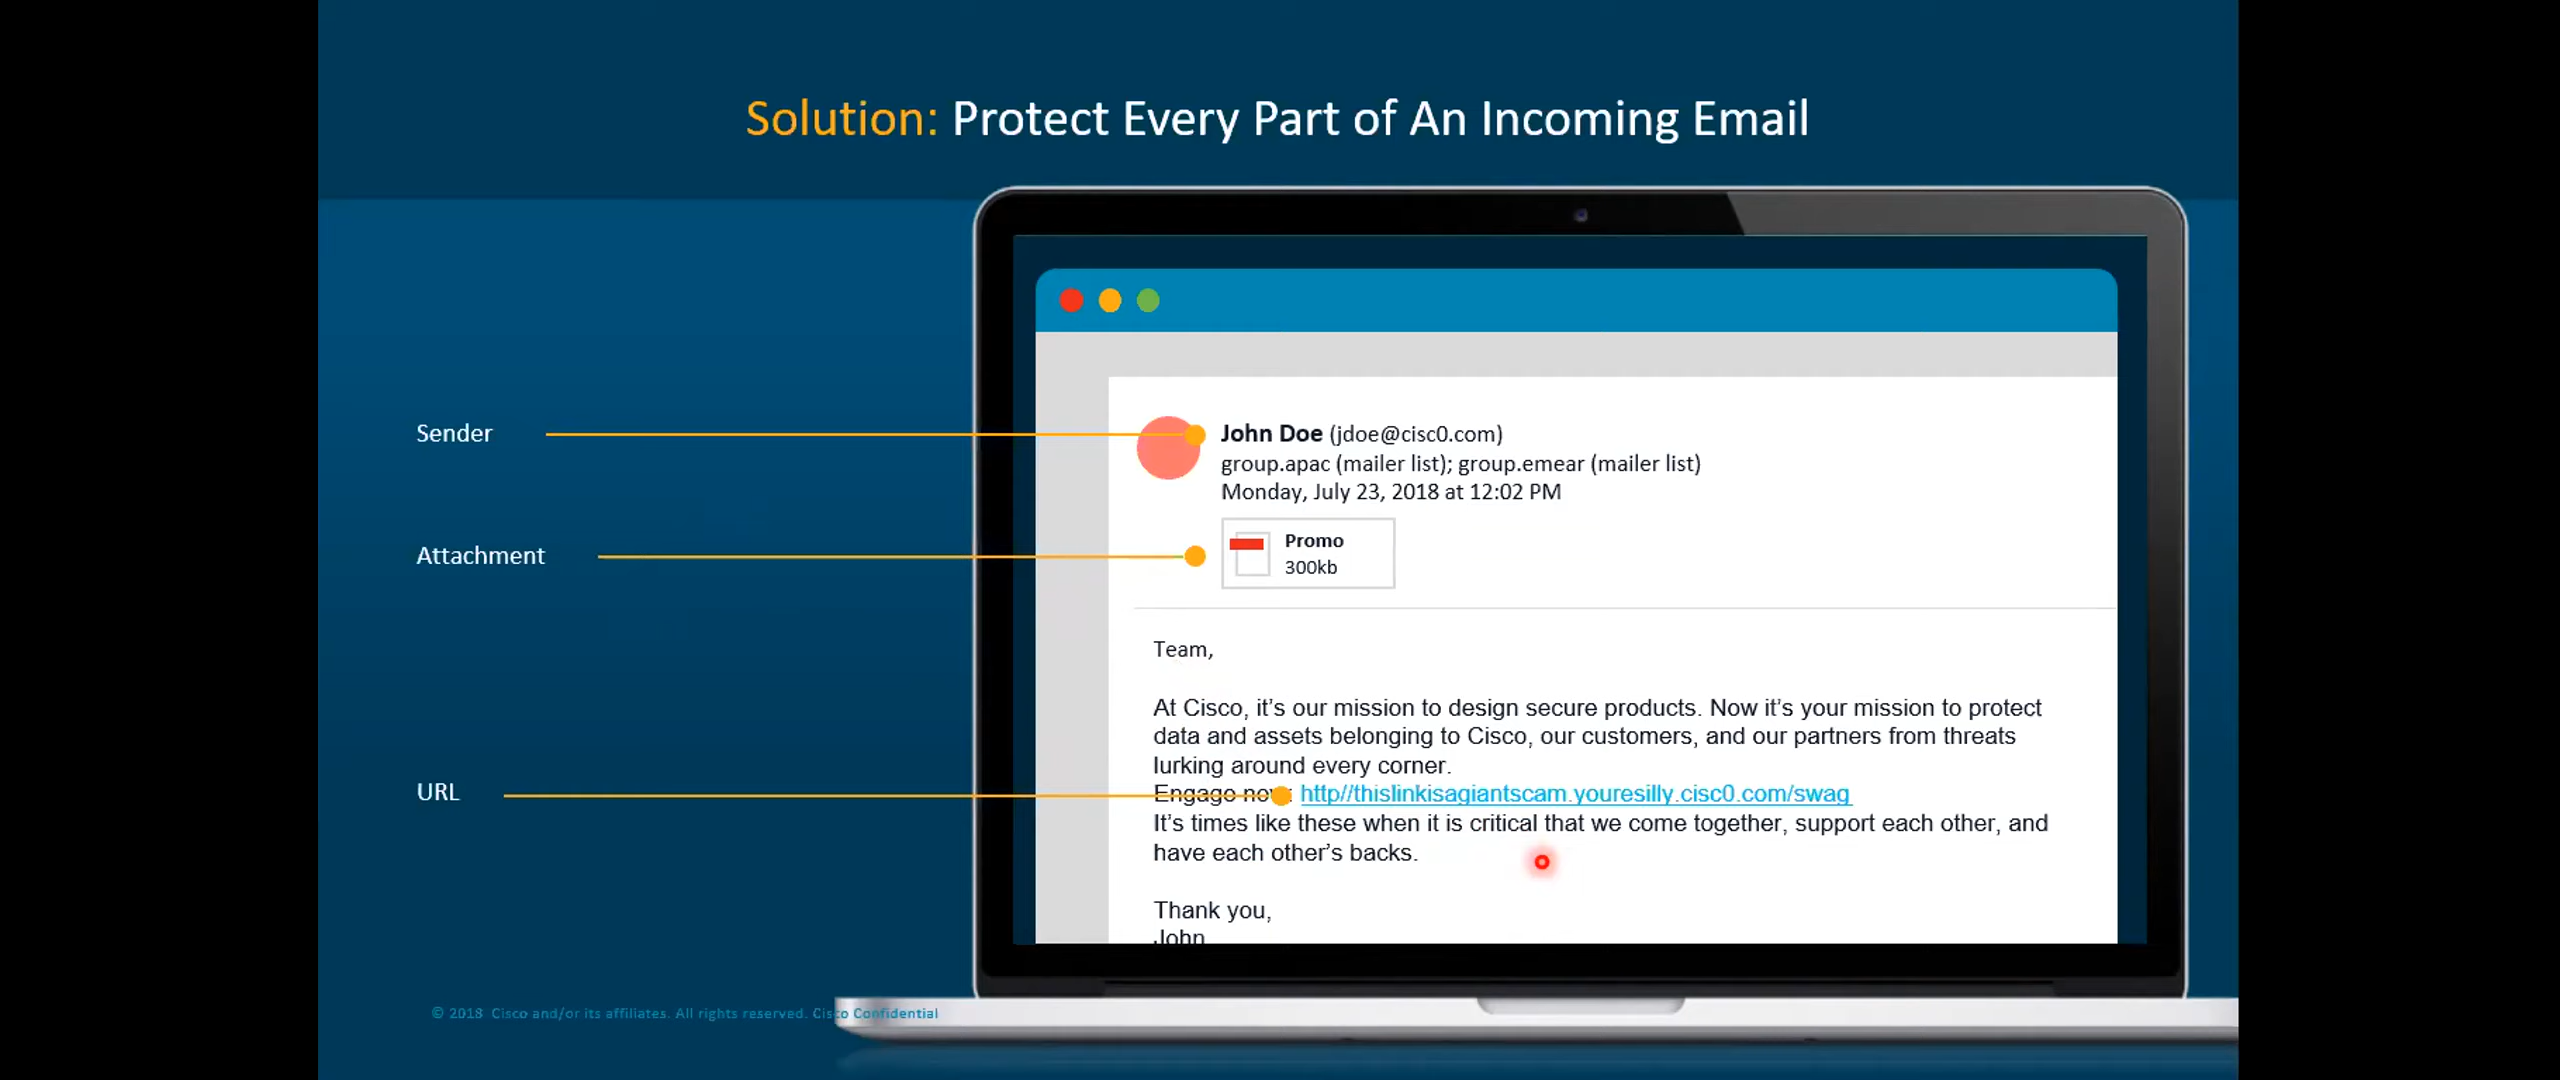 Solution: Protect Every Part of An Incoming Email
Sender
John Doe (jdoe@cisc0.com)
group.apac (mailer list); group.emear (mailer list)
Monday, July 23, 2018 at 12:02 PM
Attachment
Promo
300kb
Team,
At Cisco, it’s our mission to design secure products. Now it’s your mission to protect
data and assets belonging to Cisco, our customers, and our partners from threats
lurking around every corner.
URL
Engage now: http//thislinkisagiantscam.youresilly.cisc0.com/swag
It’s times like these when it is critical that we come together, support each other, and
have each other’s backs.
Thank you,
John
© 2018 Cisco and/or its affiliates. All rights reserved. Cisco Confidential